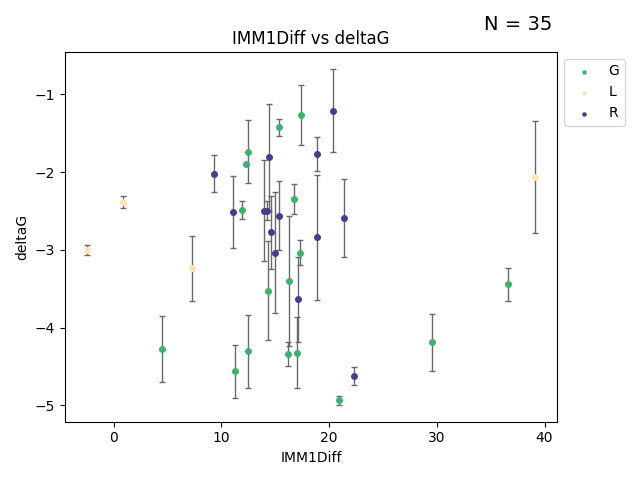 N = 35
IMM1Diff vs deltaG
G
L
R
deltaG
−1
−2
−3
−4
−5
0 10 20 30 40
IMM1Diff